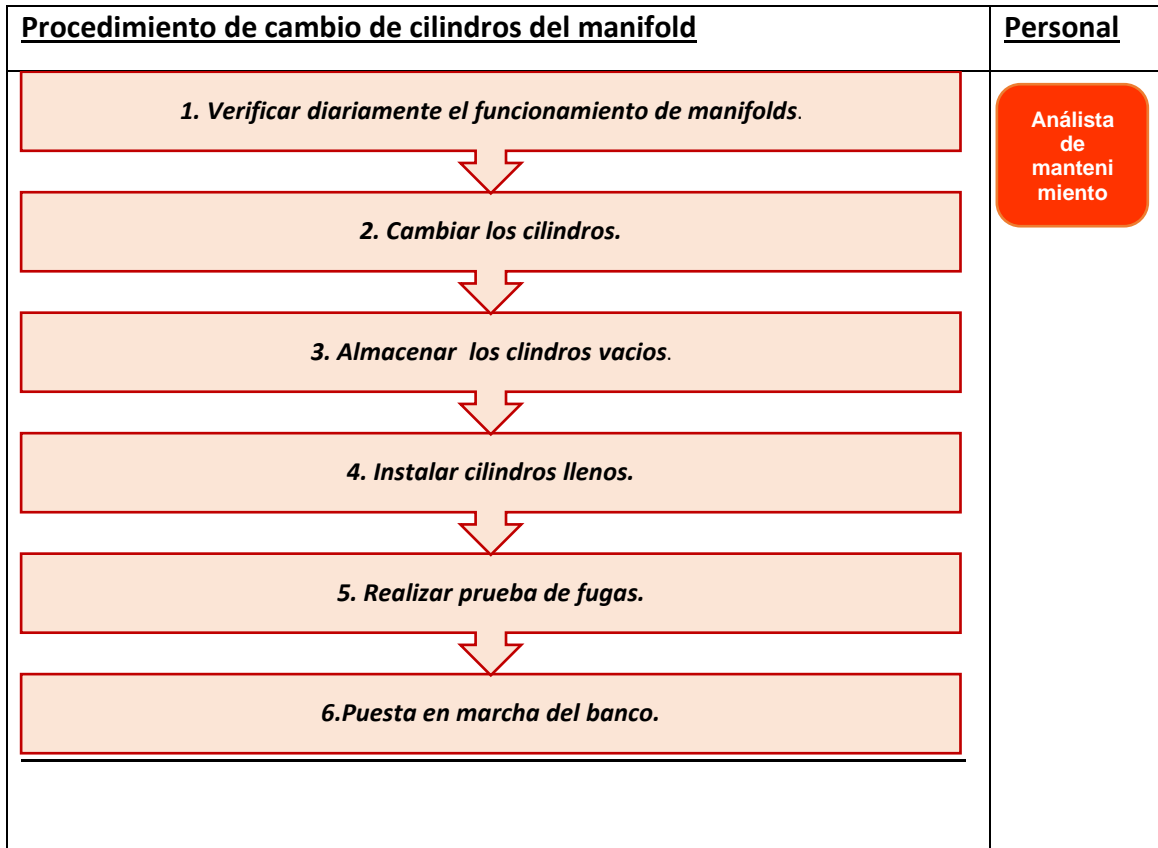 Procedimiento de cambio de cilindros del manifold
Personal
1. Verificar diariamente el funcionamiento de manifolds.
Análista
de
manteni
miento
2. Cambiar los cilindros.
3. Almacenar  los clindros vacios.
4. Instalar cilindros llenos.
5. Realizar prueba de fugas.
6.Puesta en marcha del banco.